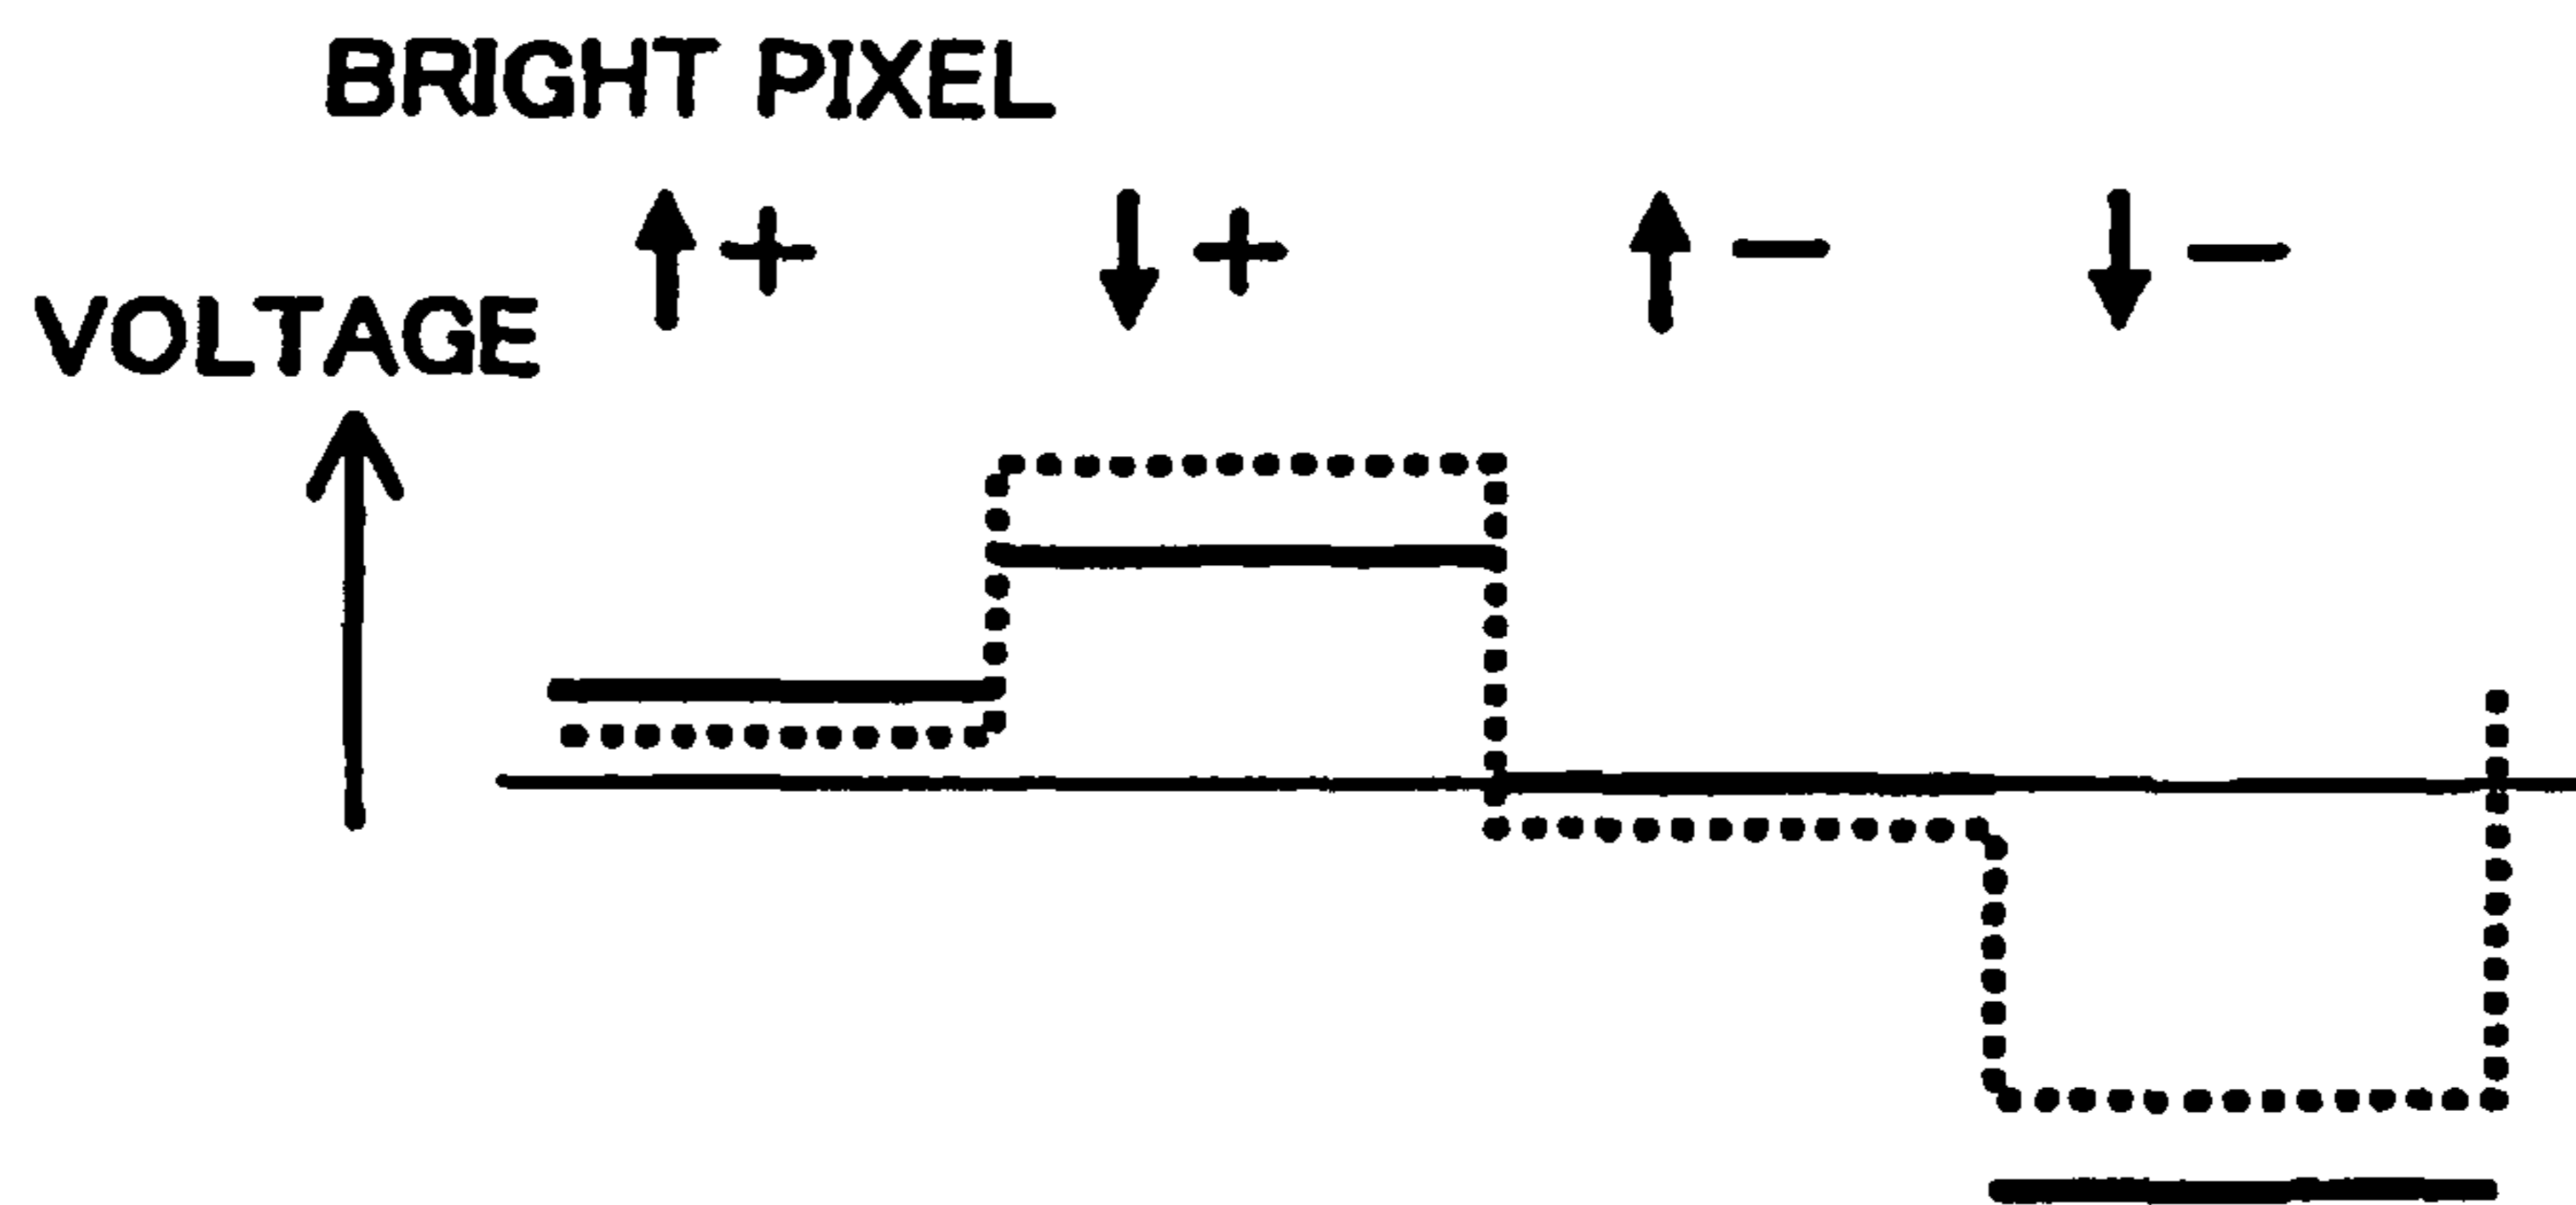 BRIGHT PIXEL
↑+ ↓+ ↑− ↓−
VOLTAGE